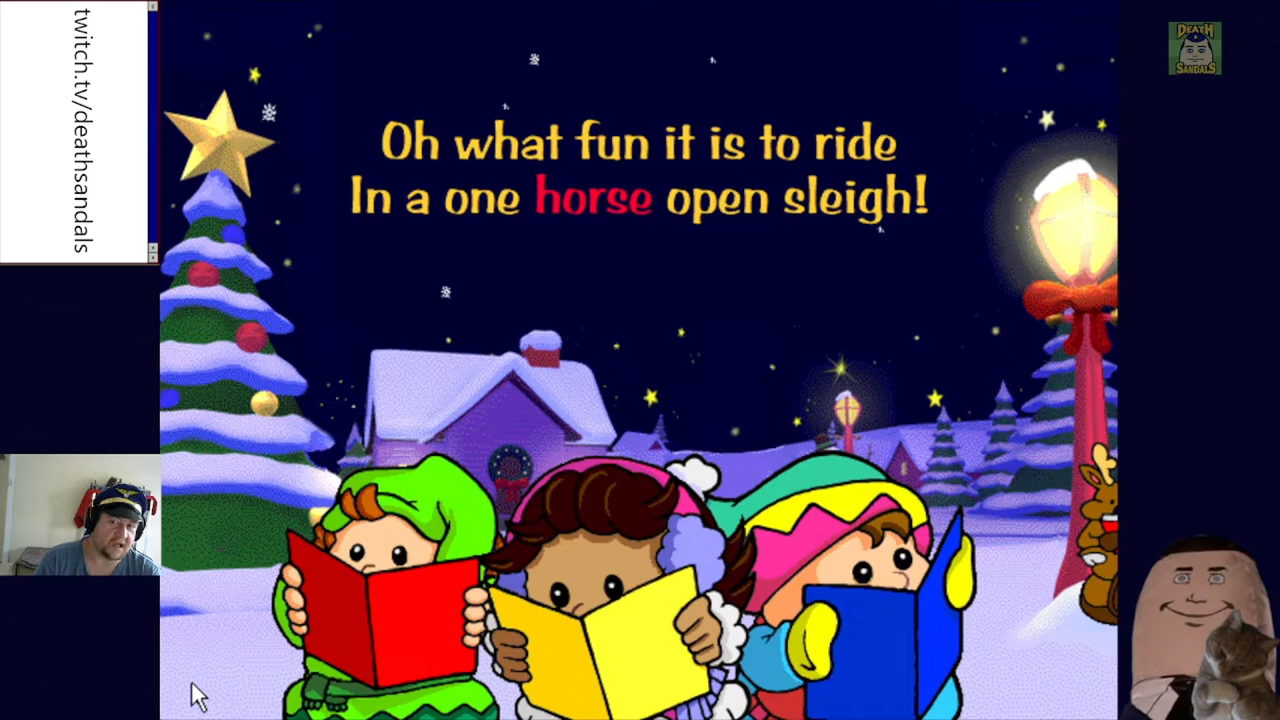 twitch.tv/deathsandals
DEATH
SANDALS
Oh what fun it is to ride
In a one horse open sleigh!